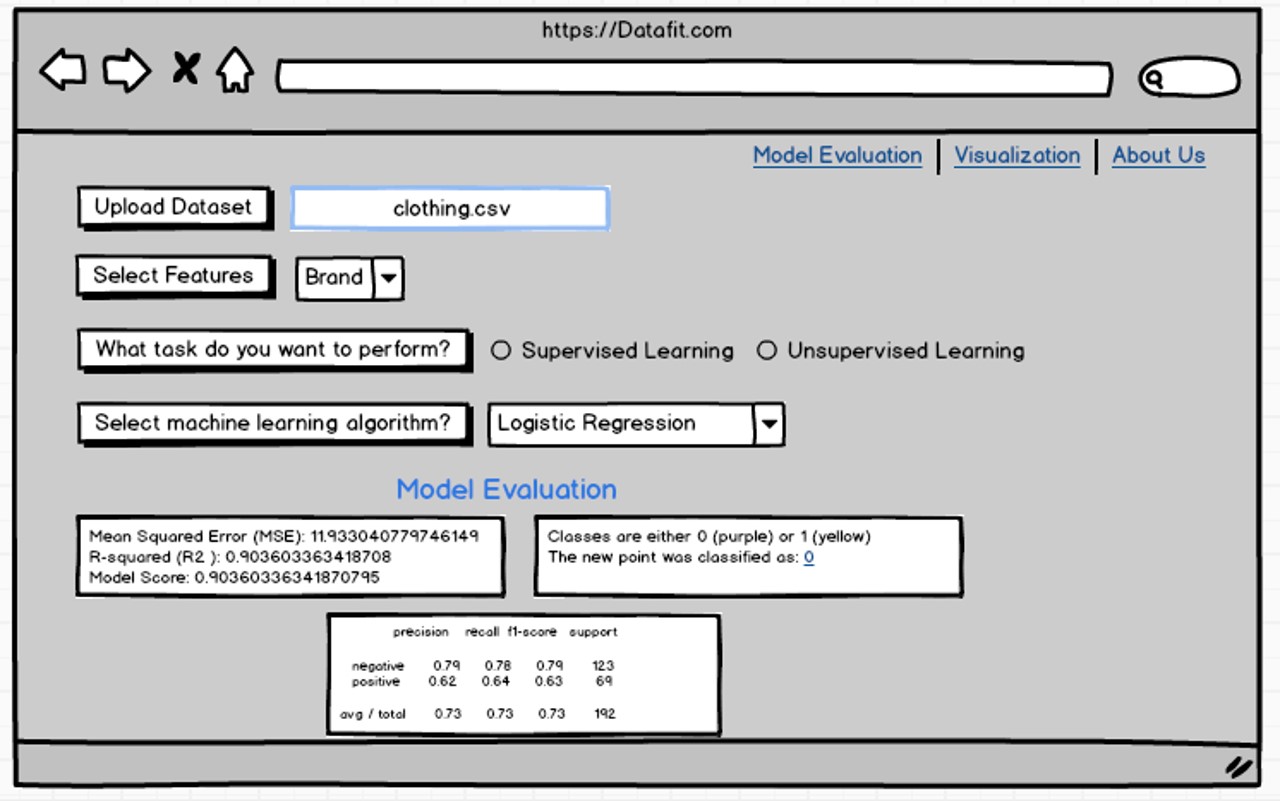 https://Datafit.com
Model Evaluation Visualization About Us
Upload Dataset clothing.csv
Select Features Brand
What task do you want to perform? Supervised Learning Unsupervised Learning
Select machine learning algorithm? Logistic Regression
Model Evaluation
Mean Squared Error (MSE): 11.933040779746149
R-squared (R2 ): 0.903603363418708
Model Score: 0.90360336341870795
Classes are either 0 (purple) or 1 (yellow)
The new point was classified as: 0
precision recall f1-score support
negative 0.79 0.78 0.79 123
positive 0.62 0.64 0.63 69
avg / total 0.73 0.73 0.73 192